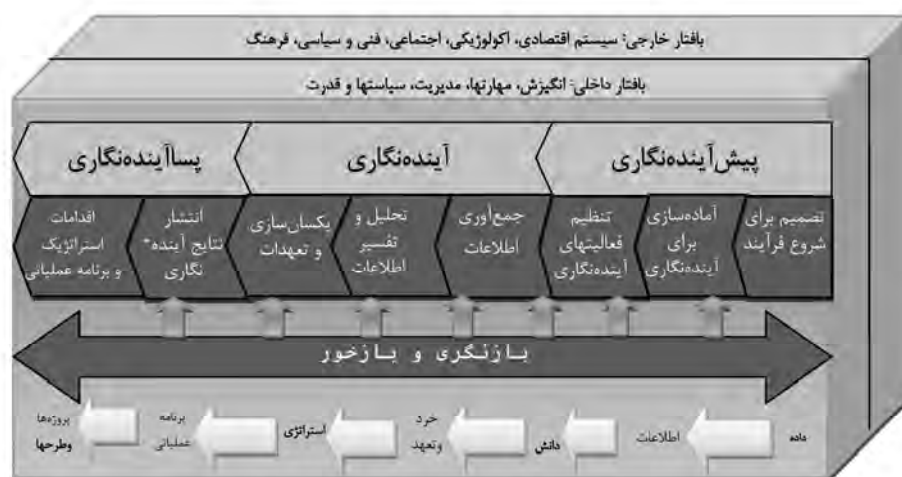 بافتار خارجی: سیستم اقتصادی، اکولوژیکی، اجتماعی، فنی و سیاسی، فرهنگ
بافتار داخلی: انگیزش، مهارتها، مدیریت، سیاستها و قدرت
پیش‌آینده‌نگاری
آینده‌نگاری
پساآینده‌نگاری
تصمیم برای
شروع فرآیند
آماده‌سازی
برای
آینده‌نگاری
تنظیم
فعالیتهای
آینده‌نگاری
جمع‌آوری
اطلاعات
تحلیل و
تفسیر
اطلاعات
یکسان‌سازی
و تعهدات
انتشار
نتایج آینده*
نگاری
اقدامات
استراتژیک
و برنامه عملیاتی
بازنگری و بازخور
داده
اطلاعات
دانش
خرد
وتعهد
استراتژی
برنامه
عملیاتی
پروژه‌ها
وطرحها